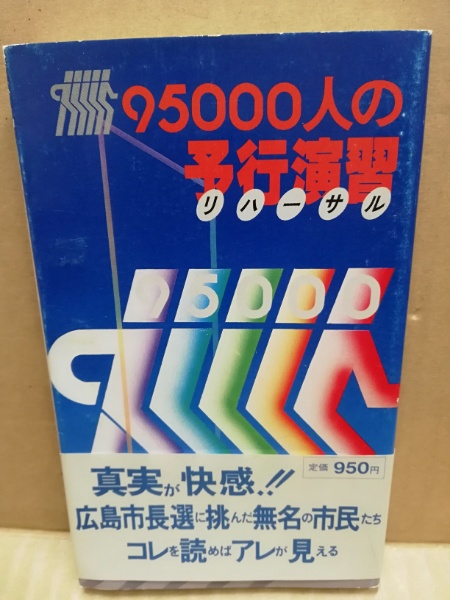 95000人の
予行演習
リハーサル
95000
定価 950円
真実が快感!!
広島市長選に挑んだ無名の市民たち
コレを読めばアレが見える